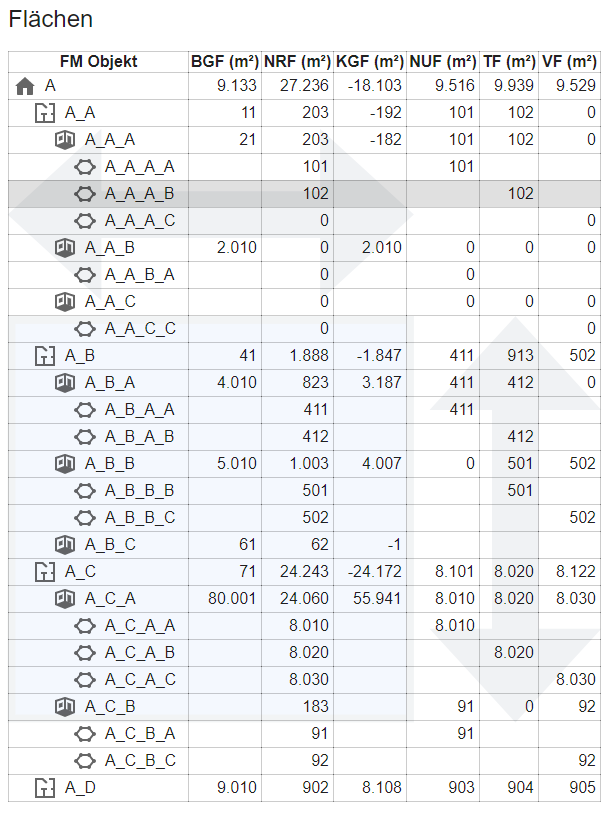 Flächen
FM Objekt BGF (m²) NRF (m²) KGF (m²) NUF (m²) TF (m²) VF (m²)
A 9.133 27.236 -18.103 9.516 9.939 9.529
A_A 11 203 -192 101 102 0
A_A_A 21 203 -182 101 102 0
A_A_A_A 101 101
A_A_A_B 102 102
A_A_A_C 0 0
A_A_B 2.010 0 2.010 0 0 0
A_A_B_A 0 0
A_A_C 0 0 0 0
A_A_C_C 0 0
A_B 41 1.888 -1.847 411 913 502
A_B_A 4.010 823 3.187 411 412 0
A_B_A_A 411 411
A_B_A_B 412 412
A_B_B 5.010 1.003 4.007 0 501 502
A_B_B_B 501 501
A_B_B_C 502 502
A_B_C 61 62 -1
A_C 71 24.243 -24.172 8.101 8.020 8.122
A_C_A 80.001 24.060 55.941 8.010 8.020 8.030
A_C_A_A 8.010 8.010
A_C_A_B 8.020 8.020
A_C_A_C 8.030 8.030
A_C_B 183 91 0 92
A_C_B_A 91 91
A_C_B_C 92 92
A_D 9.010 902 8.108 903 904 905